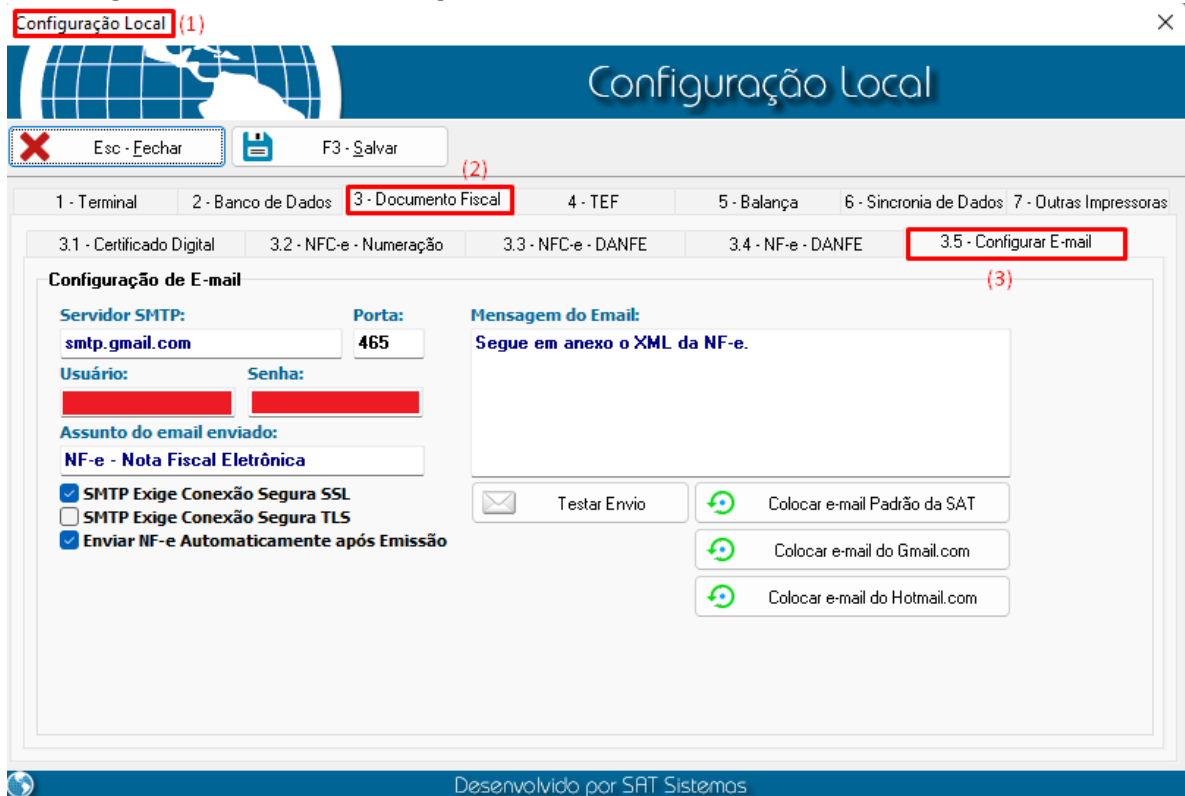 Configuração Local (1)
Configuração Local
Esc - Fechar F3 - Salvar
(2)
1 - Terminal 2 - Banco de Dados 3 - Documento Fiscal 4 - TEF 5 - Balança 6 - Sincronia de Dados 7 - Outras Impressoras
3.1 - Certificado Digital 3.2 - NFC-e - Numeração 3.3 - NFC-e - DANFE 3.4 - NF-e - DANFE 3.5 - Configurar E-mail
(3)
Configuração de E-mail
Servidor SMTP: Porta: Mensagem do Email:
smtp.gmail.com 465 Segue em anexo o XML da NF-e.
Usuário: Senha:
Assunto do email enviado:
NF-e - Nota Fiscal Eletrônica
SMTP Exige Conexão Segura SSL
SMTP Exige Conexão Segura TLS
Enviar NF-e Automaticamente após Emissão
Testar Envio Colocar e-mail Padrão da SAT
Colocar e-mail do Gmail.com
Colocar e-mail do Hotmail.com
Desenvolvido por SAT Sistemas